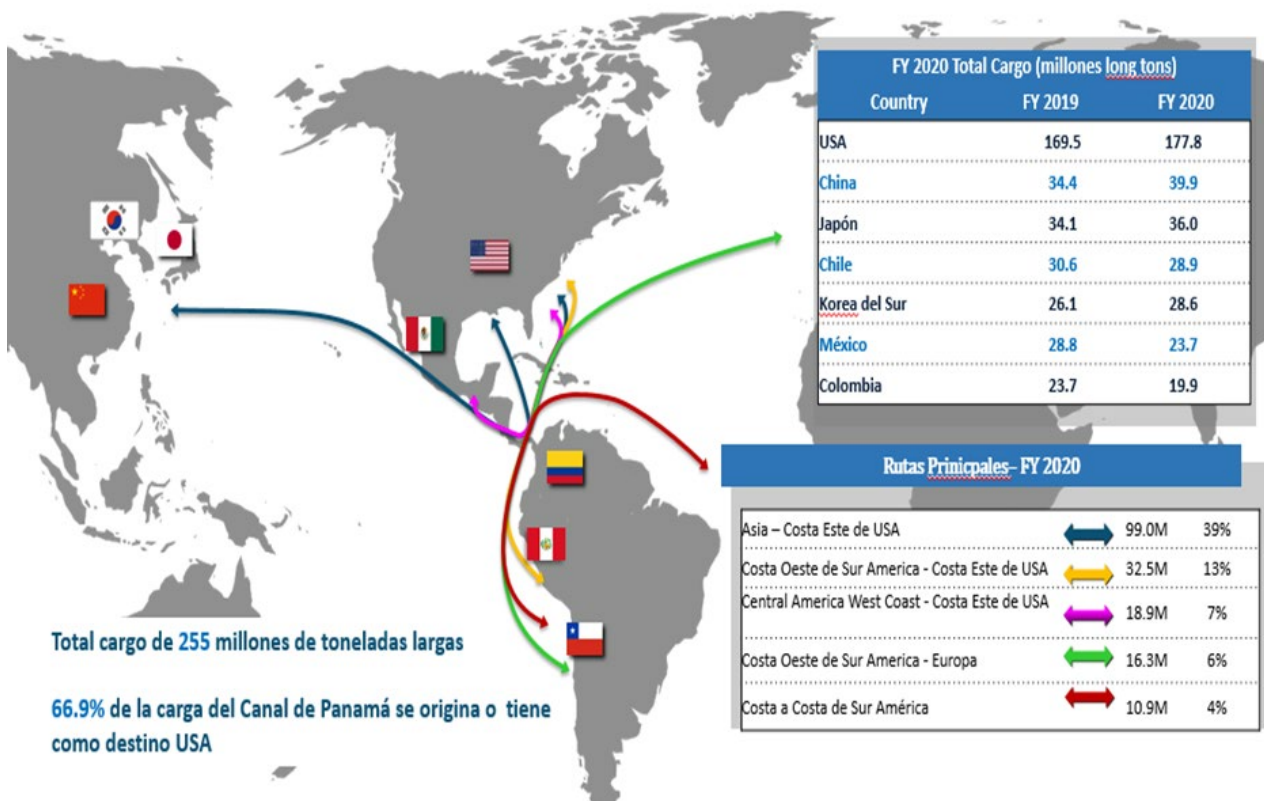 FY 2020 Total Cargo (millones long tons)
Country FY 2019 FY 2020
USA 169.5 177.8
China 34.4 39.9
Japón 34.1 36.0
Chile 30.6 28.9
Korea del Sur 26.1 28.6
México 28.8 23.7
Colombia 23.7 19.9
Rutas Prinicpales– FY 2020
Asia – Costa Este de USA 99.0M 39%
Costa Oeste de Sur America - Costa Este de USA 32.5M 13%
Central America West Coast - Costa Este de USA 18.9M 7%
Costa Oeste de Sur America - Europa 16.3M 6%
Costa a Costa de Sur América 10.9M 4%
Total cargo de 255 millones de toneladas largas
66.9% de la carga del Canal de Panamá se origina o tiene
como destino USA